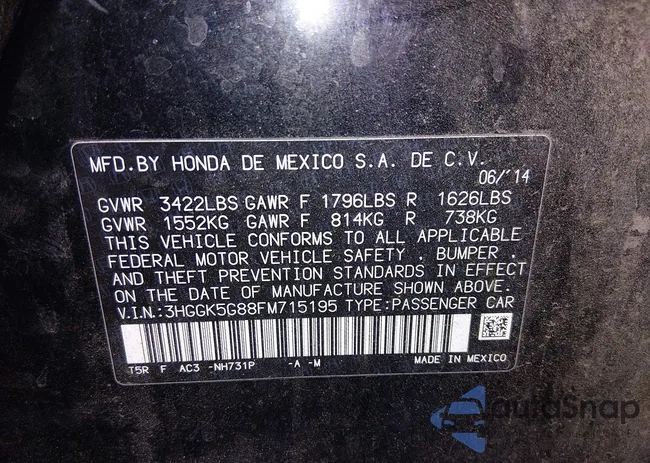 MFD.BY HONDA DE MEXICO S.A. DE C.V.
06/'14
GVWR 3422LBS GAWR F 1796LBS R 1626LBS
GVWR 1552KG GAWR F 814KG R 738KG
THIS VEHICLE CONFORMS TO ALL APPLICABLE
FEDERAL MOTOR VEHICLE SAFETY , BUMPER ,
AND THEFT PREVENTION STANDARDS IN EFFECT
ON THE DATE OF MANUFACTURE SHOWN ABOVE.
V.I.N.:3HGGK5G88FM715195 TYPE:PASSENGER CAR
T5R F AC3 -NH731P -A -M MADE IN MEXICO
AutoSnap